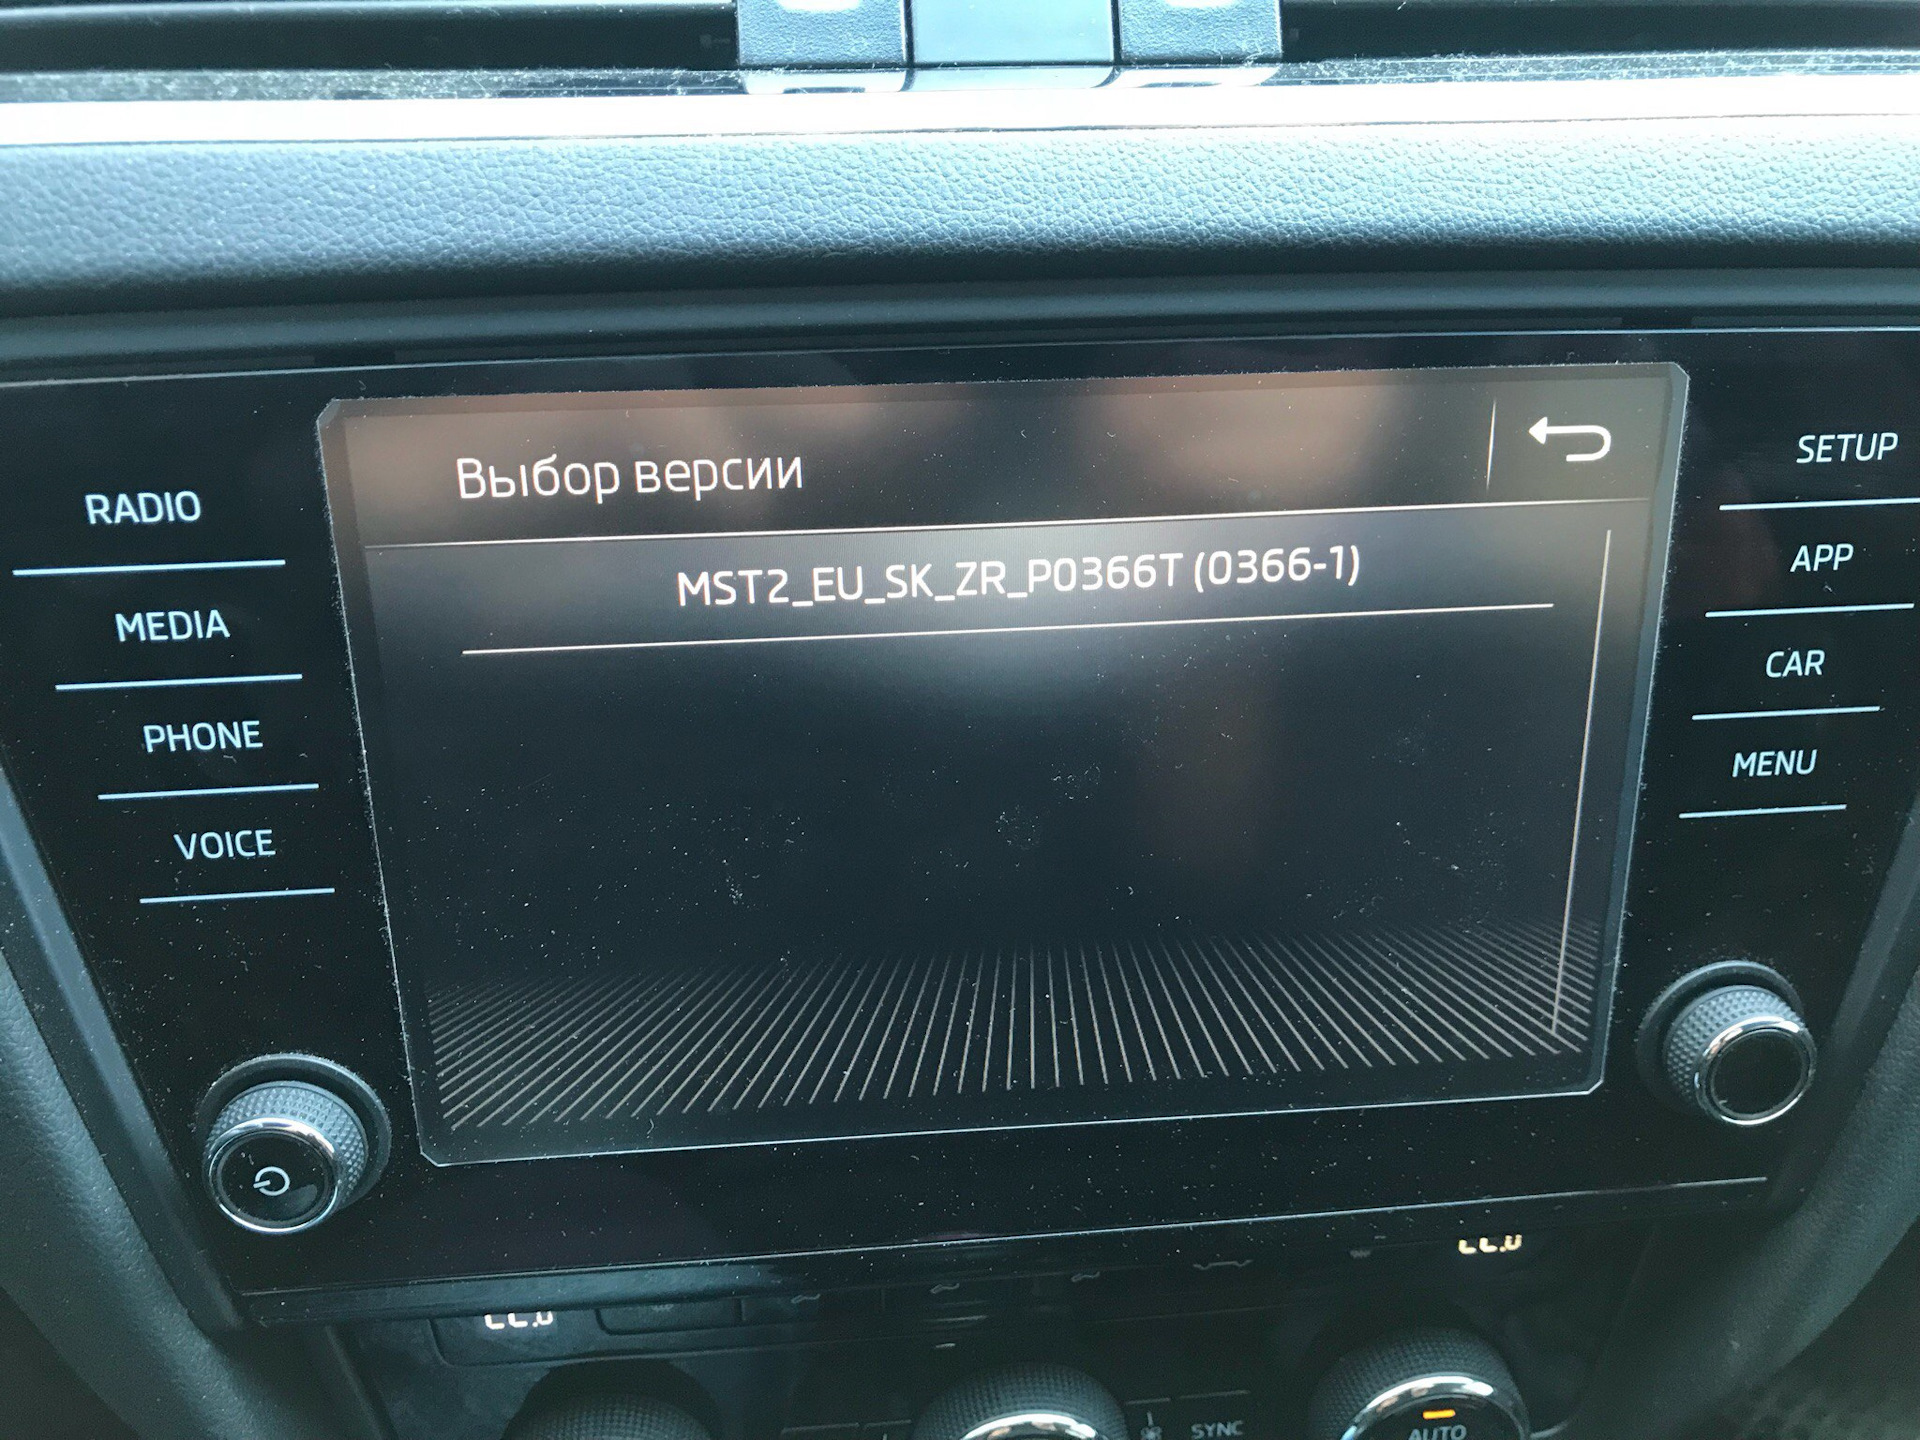 Выбор версии
MST2_EU_SK_ZR_P0366T (0366-1)
RADIO
MEDIA
PHONE
VOICE
SETUP
APP
CAR
MENU
SYNC
AUTO